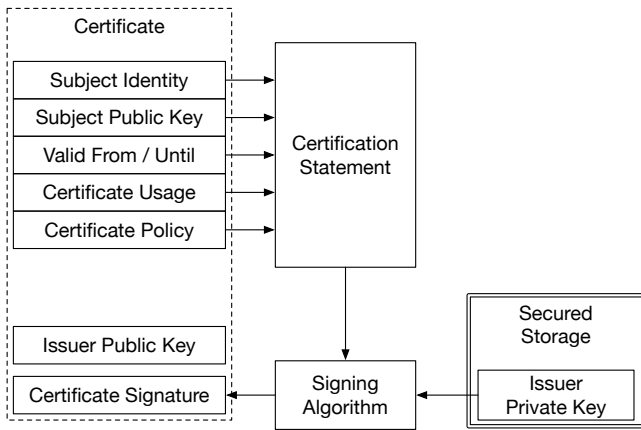 Certificate
Subject Identity
Subject Public Key
Valid From / Until
Certificate Usage
Certificate Policy
Certification
Statement
Issuer Public Key
Certificate Signature
Signing
Algorithm
Secured
Storage
Issuer
Private Key